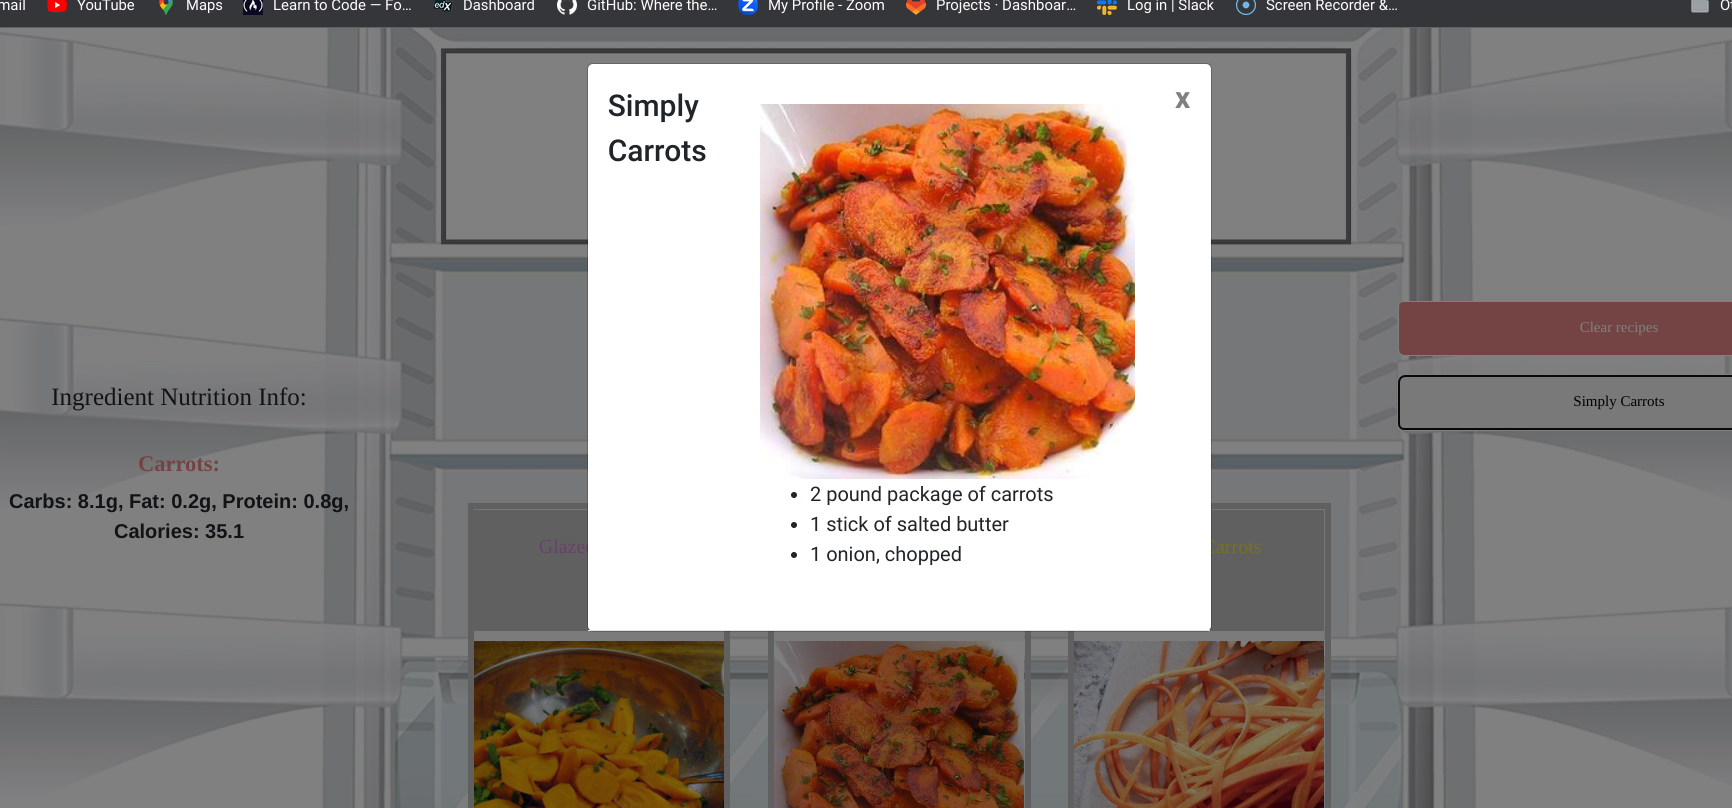 mail YouTube Maps Learn to Code — Fo... edX Dashboard GitHub: Where the... My Profile - Zoom Projects · Dashboar... Log in | Slack Screen Recorder &...
Simply
Carrots
X
2 pound package of carrots
1 stick of salted butter
1 onion, chopped
Ingredient Nutrition Info:
Carrots:
Carbs: 8.1g, Fat: 0.2g, Protein: 0.8g,
Calories: 35.1
Clear recipes
Simply Carrots
Carrots